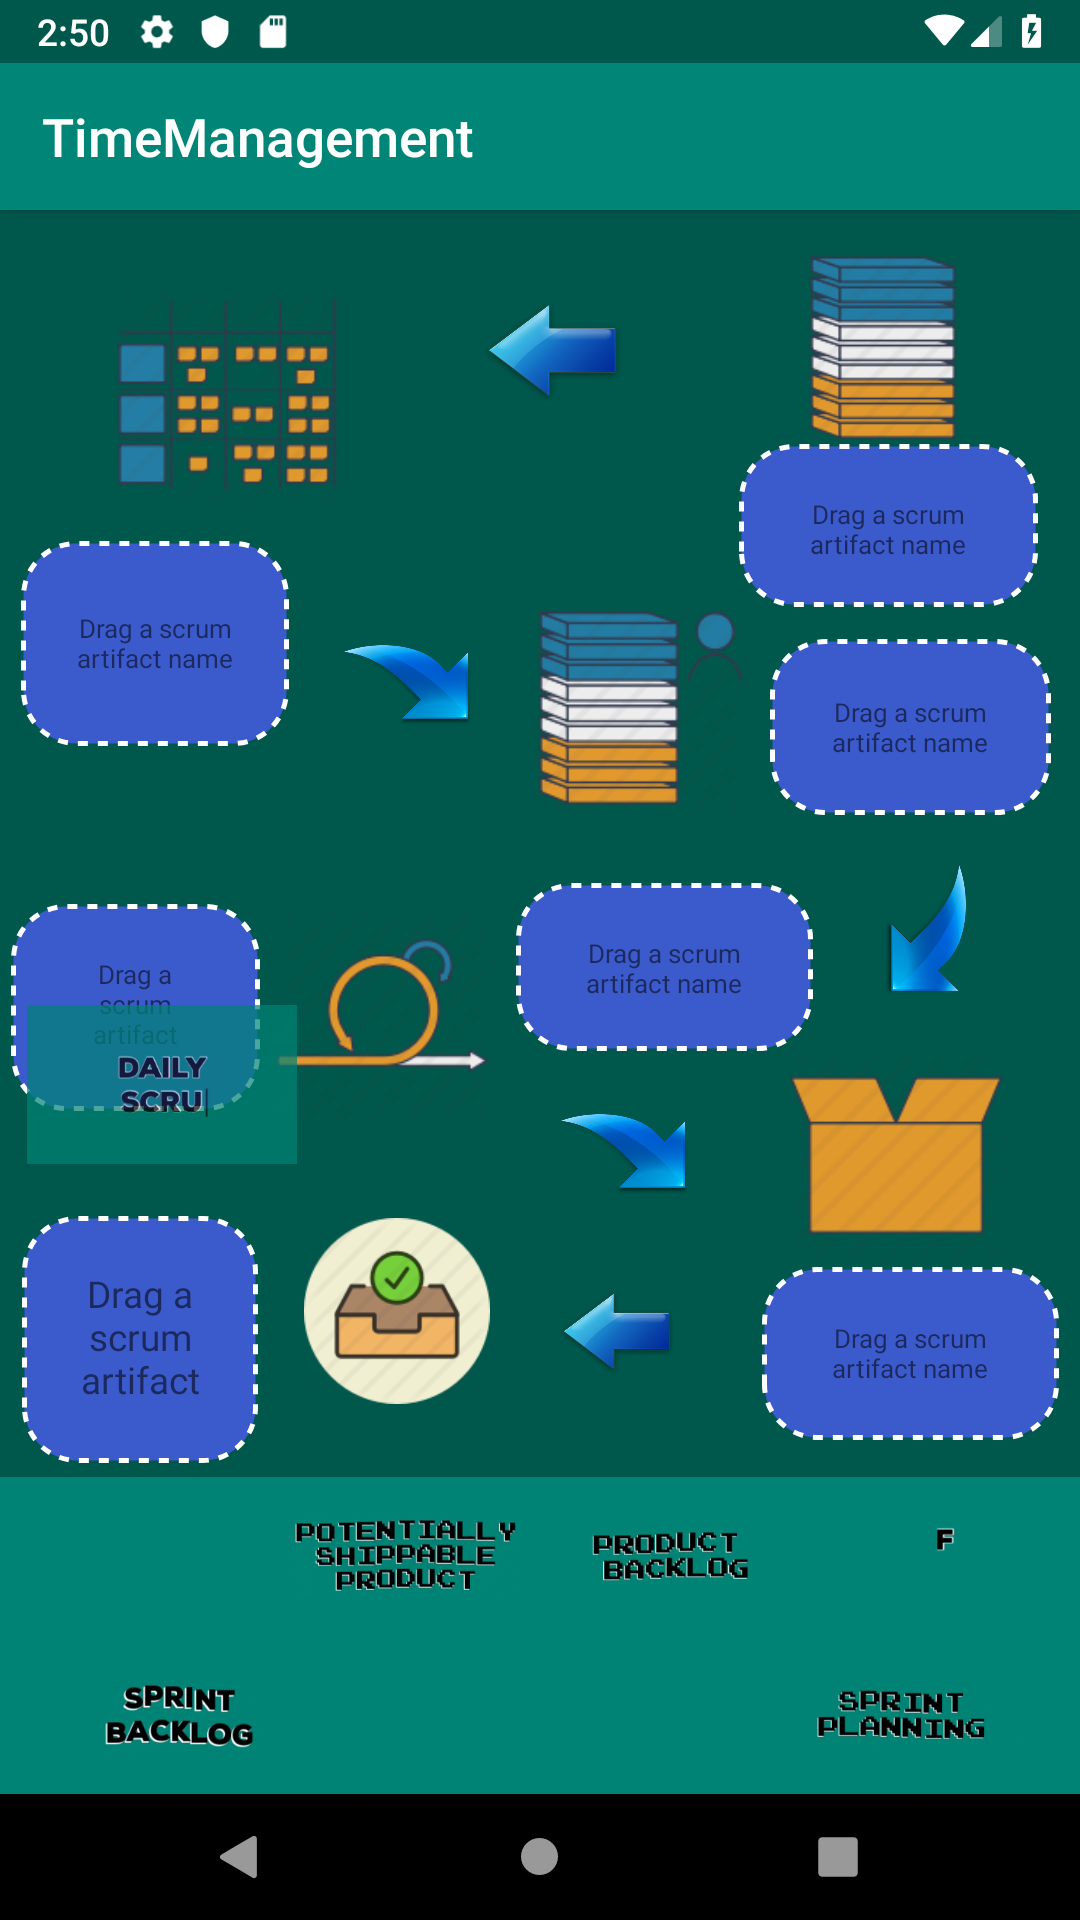 2:50
TimeManagement
Drag a scrum
artifact name
Drag a scrum
artifact name
Drag a scrum
artifact name
Drag a scrum
artifact name
Drag a
scrum
artifact
DAILY
SCRU
Drag a
scrum
artifact
Drag a scrum
artifact name
POTENTIALLY
SHIPPABLE
PRODUCT
PRODUCT
BACKLOG
F
SPRINT
BACKLOG
SPRINT
PLANNING